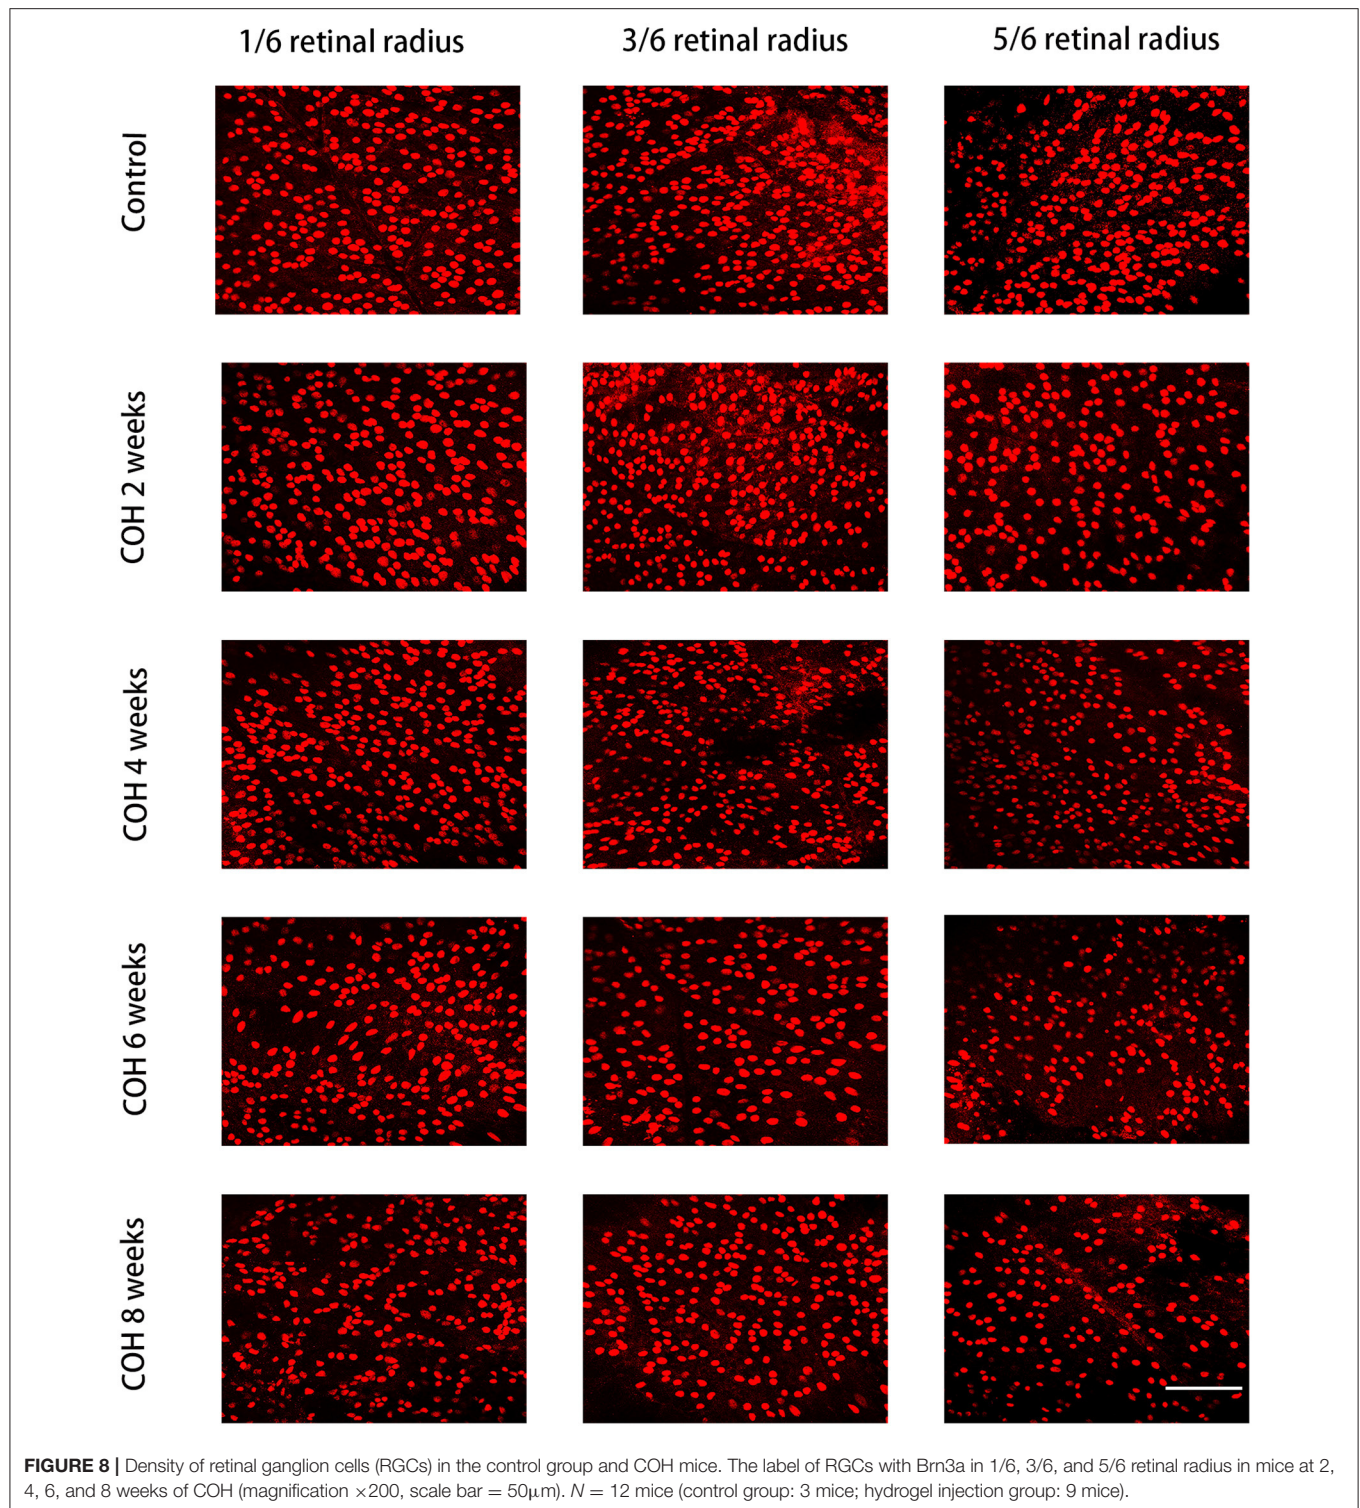 1/6 retinal radius 3/6 retinal radius 5/6 retinal radius
Control
COH 2 weeks
COH 4 weeks
COH 6 weeks
COH 8 weeks
FIGURE 8 | Density of retinal ganglion cells (RGCs) in the control group and COH mice. The label of RGCs with Brn3a in 1/6, 3/6, and 5/6 retinal radius in mice at 2,
4, 6, and 8 weeks of COH (magnification ×200, scale bar = 50μm). N = 12 mice (control group: 3 mice; hydrogel injection group: 9 mice).